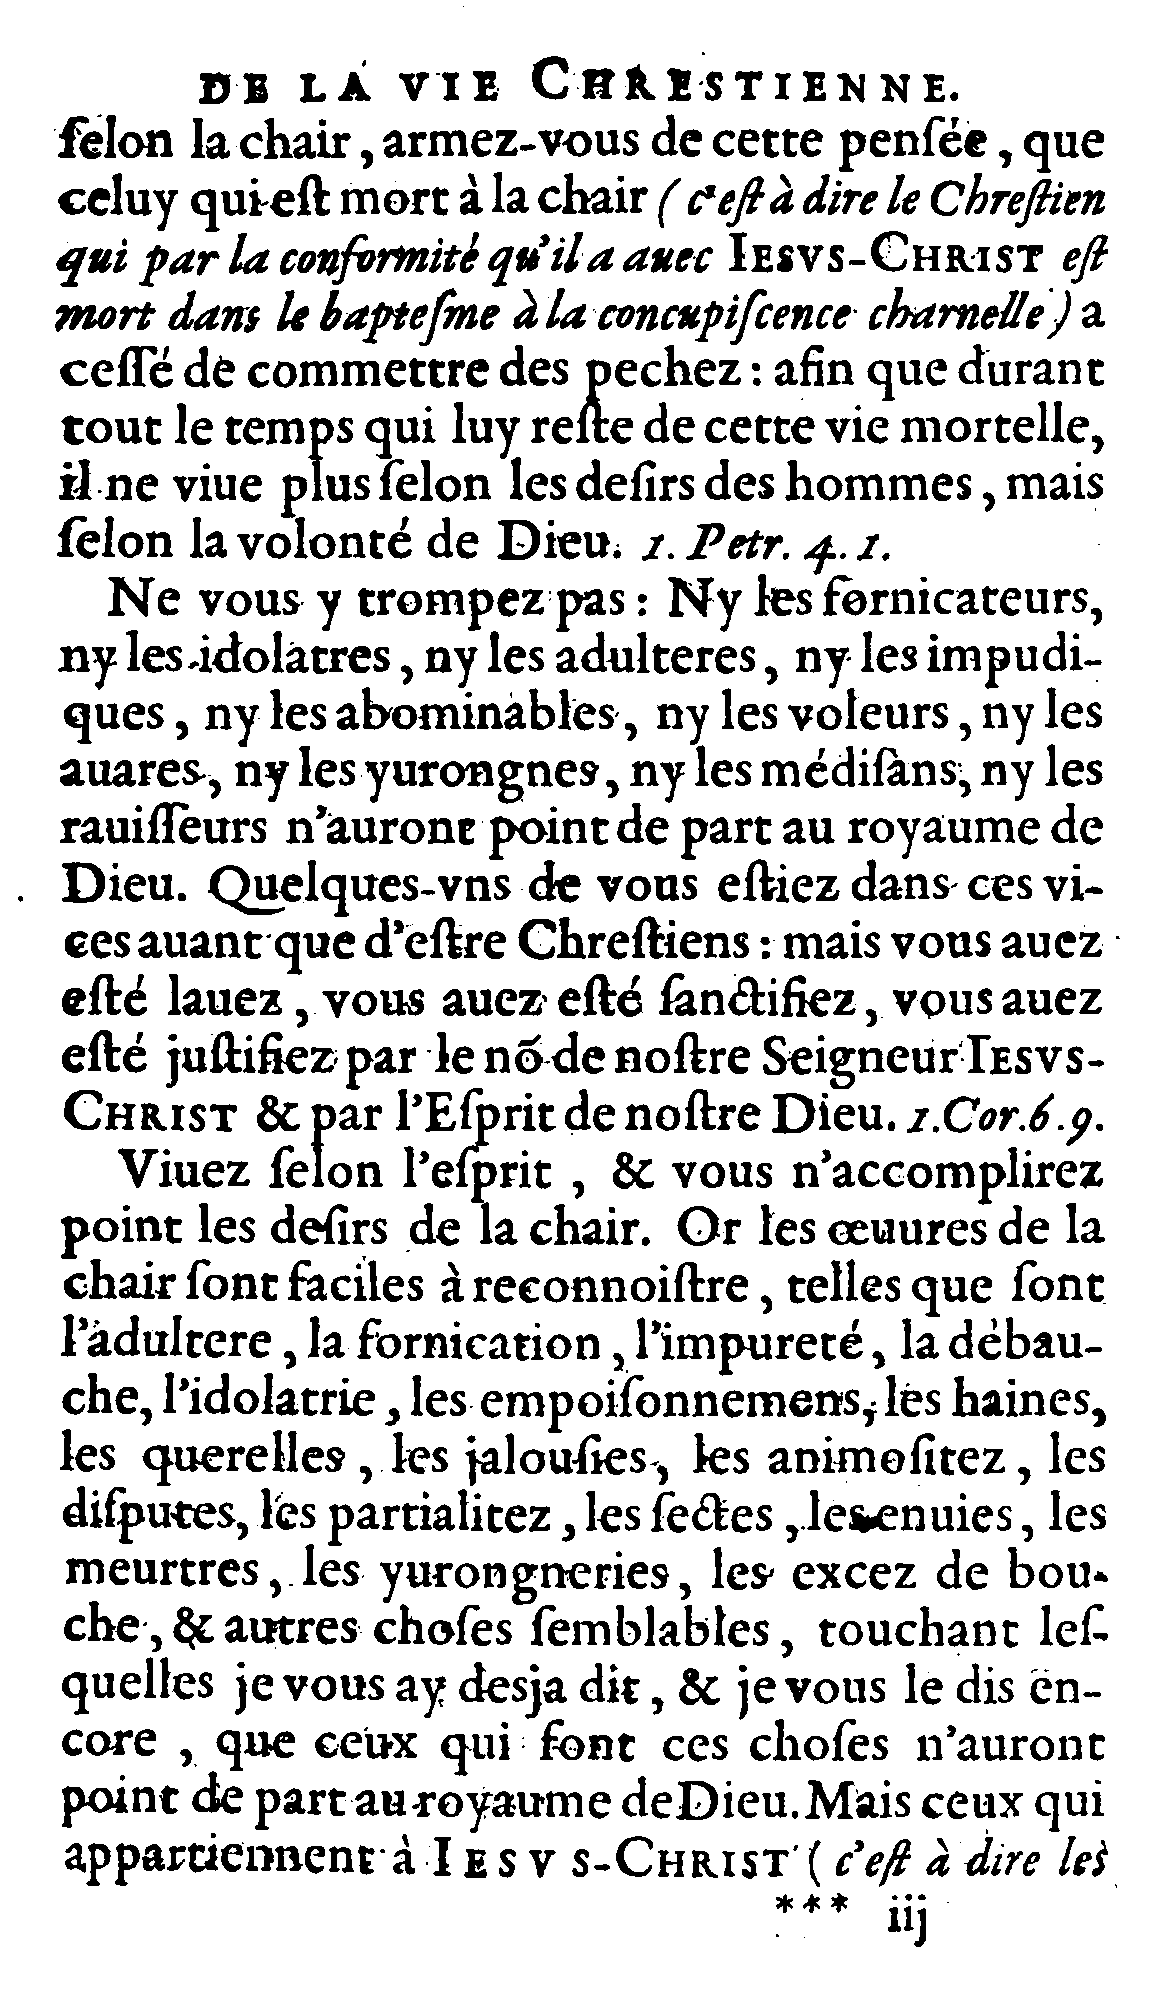 DE LA VIE CHRESTIENNE.
ſelon la chair, armez-vous de cette penſée, que
celuy qui eſt mort à la chair (c'eſt à dire le Chreſtien
qui par la conformité qu'il a auec IESVS-CHRIST eſt
mort dans le bapteſme à la concupiſcence charnelle) a
ceſſé de commettre des pechez : afin que durant
tout le temps qui luy reſte de cette vie mortelle,
il ne viue plus ſelon les deſirs des hommes, mais
ſelon la volonté de Dieu. 1. Petr. 4. 1.
Ne vous y trompez pas : Ny les fornicateurs,
ny les idolatres, ny les adulteres, ny les impudi-
ques, ny les abominables, ny les voleurs, ny les
auares, ny les yurongnes, ny les médiſans, ny les
rauiſſeurs n'auront point de part au royaume de
Dieu. Quelques-vns de vous eſtiez dans ces vi-
ces auant que d'eſtre Chreſtiens : mais vous auez
eſté lauez, vous auez eſté ſanctifiez, vous auez
eſté juſtifiez par le nõ de noſtre Seigneur IESVS-
CHRIST & par l'Eſprit de noſtre Dieu. 1. Cor. 6. 9.
Viuez ſelon l'eſprit, & vous n'accomplirez
point les deſirs de la chair. Or les œuures de la
chair ſont faciles à reconnoiſtre, telles que ſont
l'adultere, la fornication, l'impureté, la débau-
che, l'idolatrie, les empoiſonnemens, les haines,
les querelles, les jalouſies, les animoſitez, les
diſputes, les partialitez, les ſectes, les enuies, les
meurtres, les yurongneries, les excez de bou-
che, & autres choſes ſemblables, touchant leſ-
quelles je vous ay desja dit, & je vous le dis en-
core, que ceux qui font ces choſes n'auront
point de part au royaume de Dieu. Mais ceux qui
appartiennent à IESVS-CHRIST (c'eſt à dire les
*** iij